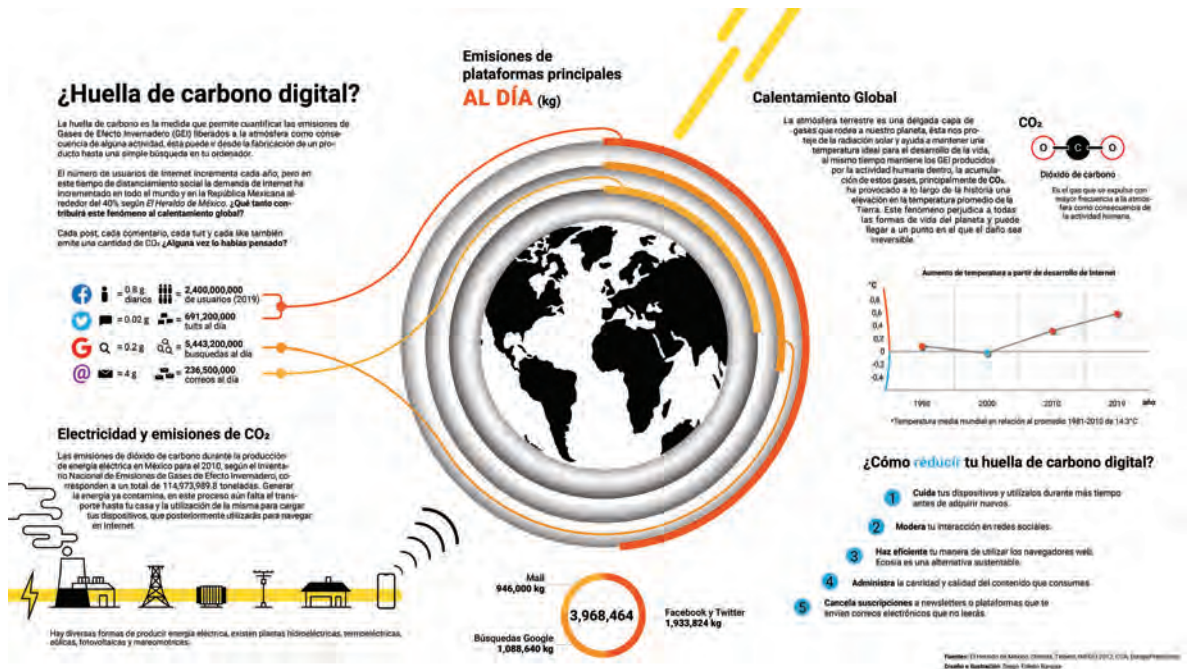 ¿Huella de carbono digital?
La huella de carbono es la medida que permite cuantificar las emisiones de
Gases de Efecto Invernadero (GEI) liberados a la atmósfera como conse-
cuencia de alguna actividad, ésta puede ir desde la fabricación de un pro-
ducto hasta una simple búsqueda en tu ordenador.
El número de usuarios de Internet incrementa cada año, pero en
este tiempo de distanciamiento social la demanda de Internet ha
incrementado en todo el mundo y en la República Mexicana al-
rededor del 40% según El Heraldo de México. ¿Qué tanto con-
tribuirá este fenómeno al calentamiento global?
Cada post, cada comentario, cada tuit y cada like también
emite una cantidad de CO₂ ¿Alguna vez lo habías pensado?
= 0.8 g diarios = 2,400,000,000 de usuarios (2019)
= 0.02 g = 691,200,000 tuits al día
= 0.2 g = 5,443,200,000 busquedas al día
@ = 4 g = 236,500,000 correos al día
Electricidad y emisiones de CO₂
Las emisiones de dióxido de carbono durante la producción
de energía eléctrica en México para el 2010, según el Inventa-
rio Nacional de Emisiones de Gases de Efecto Invernadero, co-
rresponden a un total de 114,973,989.8 toneladas. Generar
la energía ya contamina, en este proceso aún falta el trans-
porte hasta tu casa y la utilización de la misma para cargar
tus dispositivos, que posteriormente utilizarás para navegar
en Internet.
Hay diversas formas de producir energía eléctrica, existen plantas hidroeléctricas, termoeléctricas,
eólicas, fotovoltaicas y mareomotrices.
Emisiones de
plataformas principales
AL DÍA (kg)
Mail
946,000 kg
3,968,464
Facebook y Twitter
1,933,824 kg
Búsquedas Google
1,088,640 kg
Calentamiento Global
La atmósfera terrestre es una delgada capa de
gases que rodea a nuestro planeta, ésta nos pro-
teje de la radiación solar y ayuda a mantener una
temperatura ideal para el desarrollo de la vida,
al mismo tiempo mantiene los GEI producidos
por la actividad humana dentro, la acumula-
ción de estos gases, principalmente de CO₂
ha provocado a lo largo de la historia una
elevación en la temperatura promedio de la
Tierra. Este fenómeno perjudica a todas
las formas de vida del planeta y puede
llegar a un punto en el que el daño sea
irreversible.
CO₂
O C O
Dióxido de carbono
Es el gas que se expulsa con
mayor frecuencia a la atmós-
fera como consecuencia de
la actividad humana.
Aumento de temperatura a partir de desarrollo de Internet
°C
0,8
0,6
0,4
0,2
0
-0,2
-0,4
1990 2000 2010 2019 año
*Temperatura media mundial en relación al promedio 1981-2010 de 14.3°C
¿Cómo reducir tu huella de carbono digital?
1 Cuida tus dispositivos y utilízalos durante más tiempo
antes de adquirir nuevos.
2 Modera tu interacción en redes sociales.
3 Haz eficiente tu manera de utilizar los navegadores web,
Ecosia es una alternativa sustentable.
4 Administra la cantidad y calidad del contenido que consumes
5 Cancela suscripciones a newsletters o plataformas que te
envíen correos electrónicos que no leerás.
Fuentes: El Heraldo de México,
Diseño e ilustración: